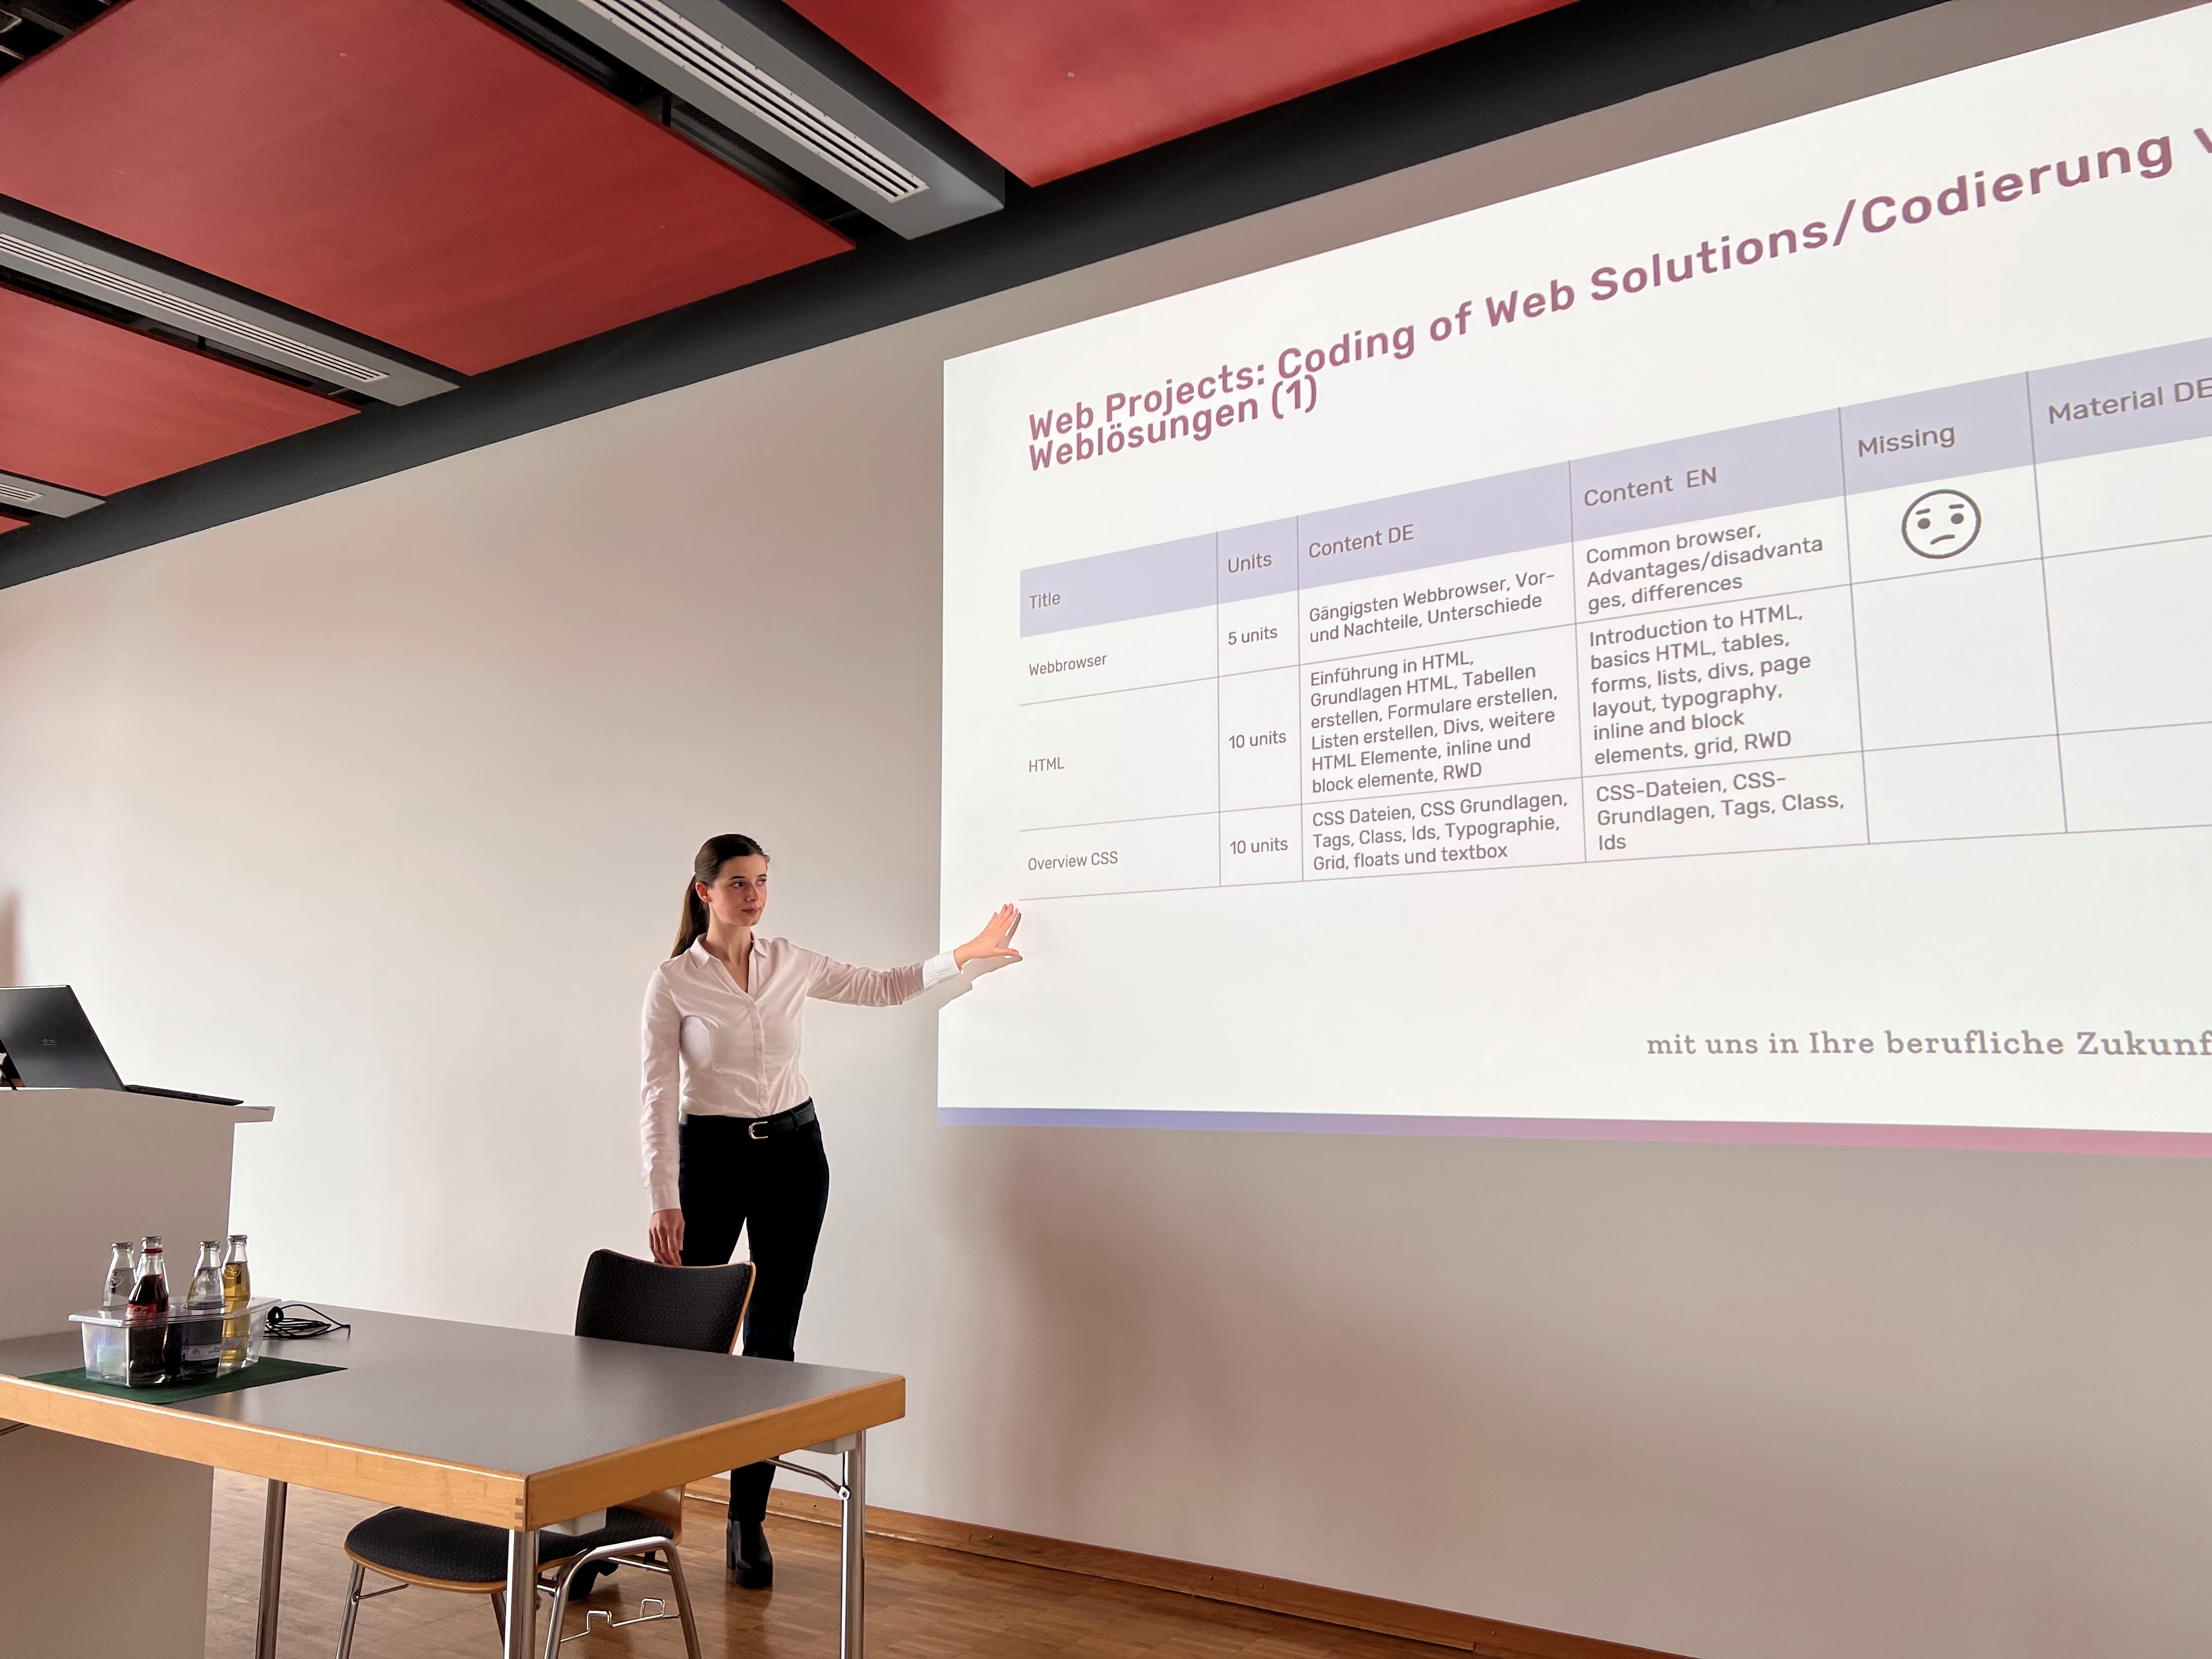 Web Projects: Coding of Web Solutions/Codierung
Weblösungen (1)
Title
Units
Content DE
Content EN
Missing
Material DE
Webbrowser
5 units
Gängigsten Webbrowser, Vor-
und Nachteile, Unterschiede
Common browser,
Advantages/disadvanta
ges, differences
HTML
10 units
Einführung in HTML,
Grundlagen HTML, Tabellen
erstellen, Formulare erstellen,
Listen erstellen, Divs, weitere
HTML Elemente, inline und
block elemente, RWD
Introduction to HTML,
basics HTML, tables,
forms, lists, divs, page
layout, typography,
inline and block
elements, grid, RWD
Overview CSS
10 units
CSS Dateien, CSS Grundlagen,
Tags, Class, Ids, Typographie,
Grid, floats und textbox
CSS-Dateien, CSS-
Grundlagen, Tags, Class,
Ids
mit uns in Ihre berufliche Zukunf